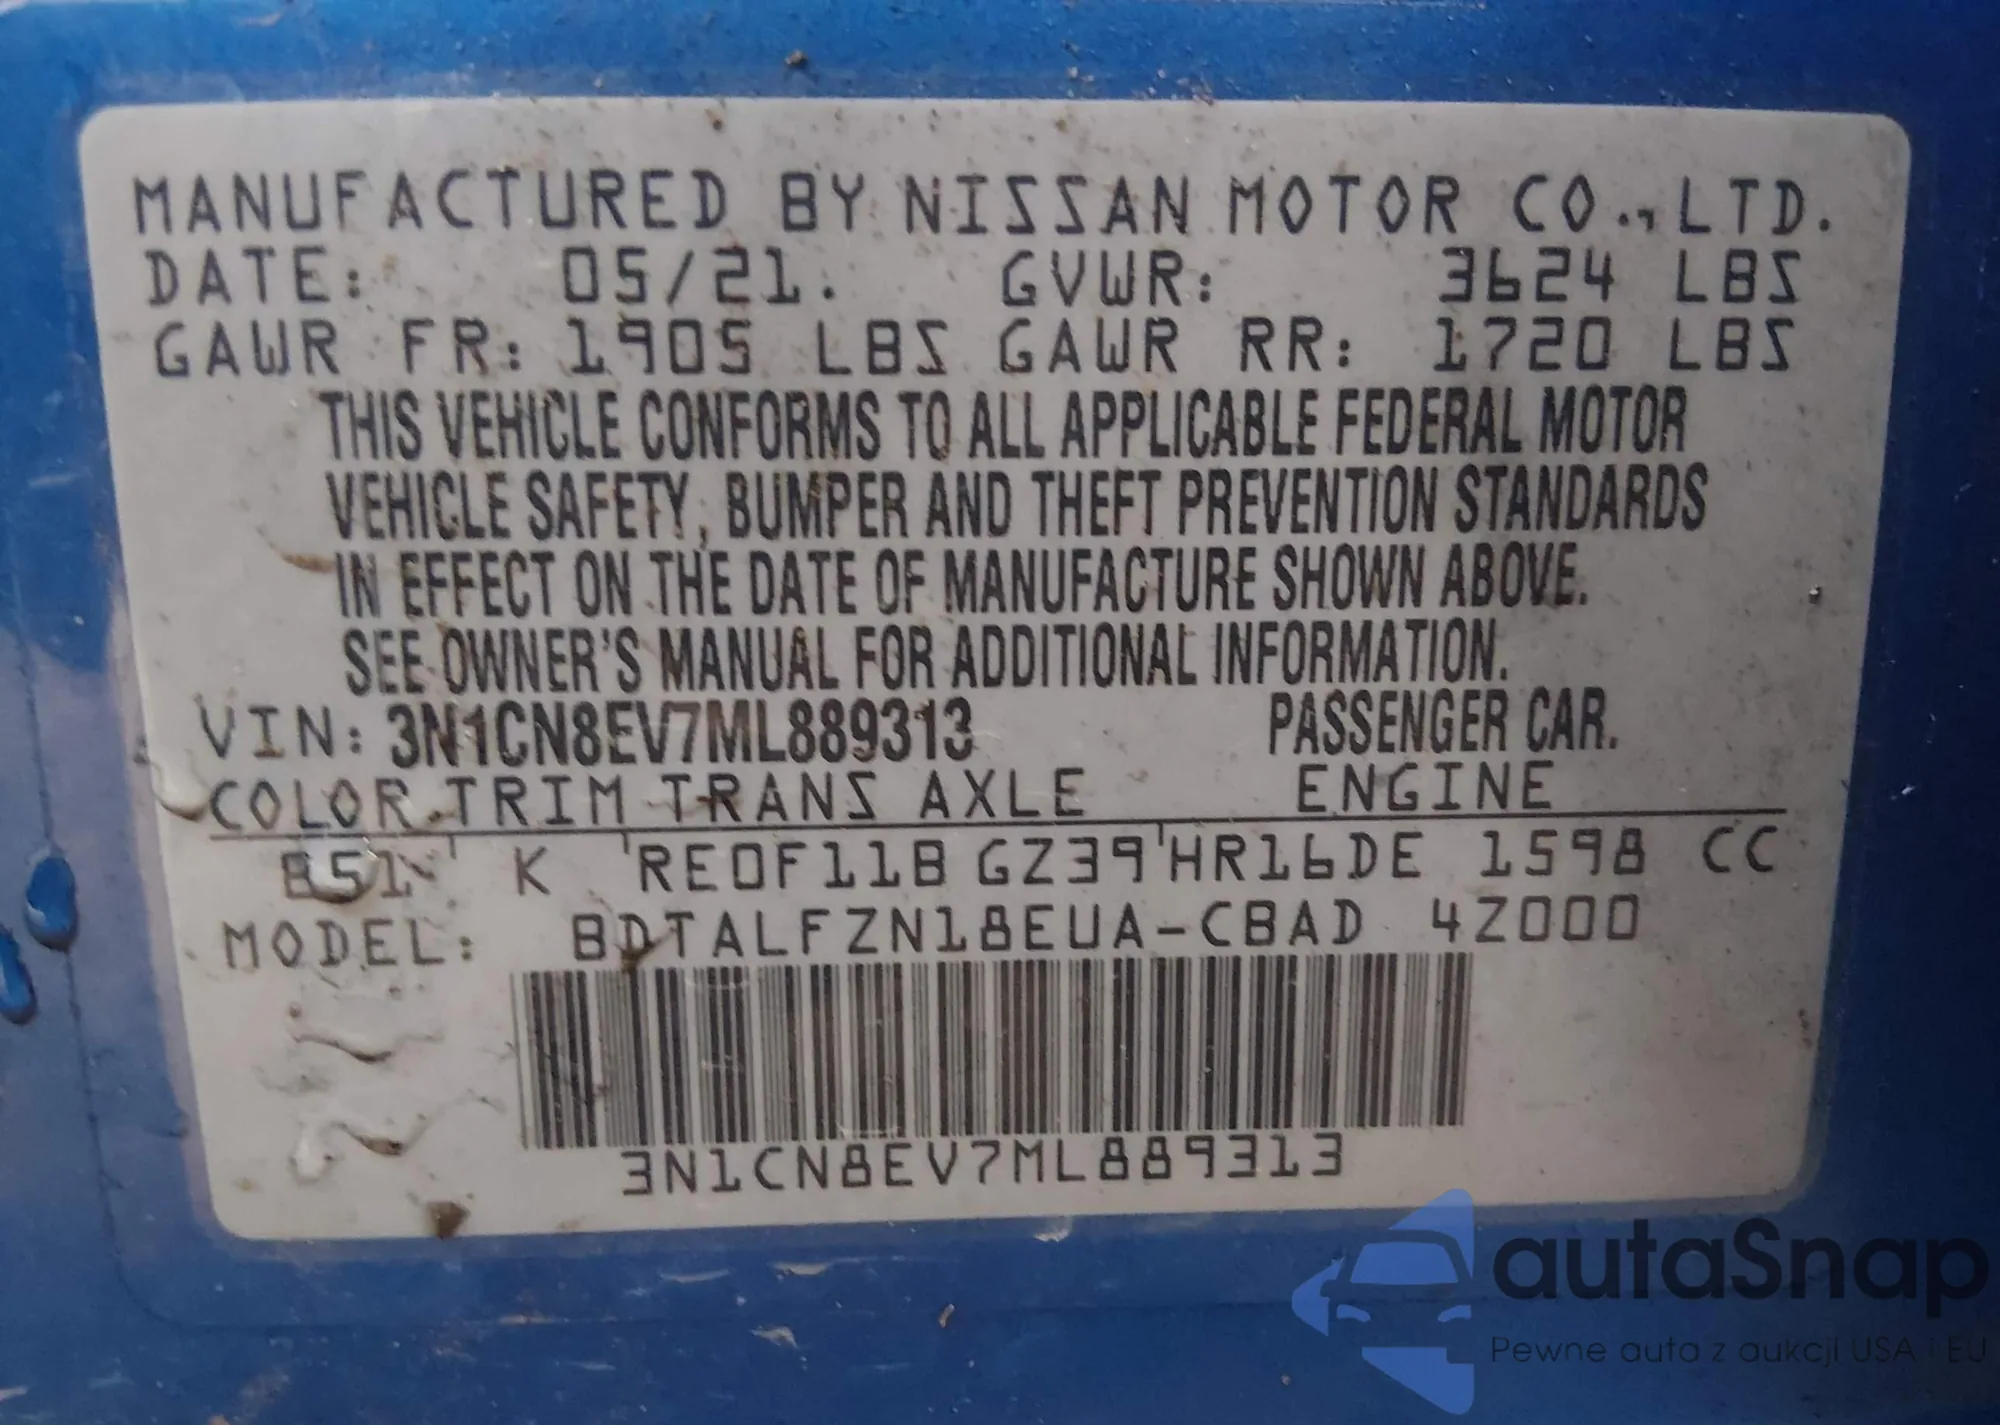 MANUFACTURED BY NISSAN MOTOR CO., LTD.
DATE: 05/21. GVWR: 3624 LBS
GAWR FR: 1905 LBS GAWR RR: 1720 LBS
THIS VEHICLE CONFORMS TO ALL APPLICABLE FEDERAL MOTOR
VEHICLE SAFETY, BUMPER AND THEFT PREVENTION STANDARDS
IN EFFECT ON THE DATE OF MANUFACTURE SHOWN ABOVE.
SEE OWNER'S MANUAL FOR ADDITIONAL INFORMATION.
VIN: 3N1CN8EV7ML889313 PASSENGER CAR.
COLOR TRIM TRANS AXLE ENGINE
B51 K RE0F11B GZ39 HR16DE 1598 CC
MODEL: BDTALFZN18EUA-CBAD 4Z000
3N1CN8EV7ML889313
autaSnap
Pewne auta z aukcji USA i EU